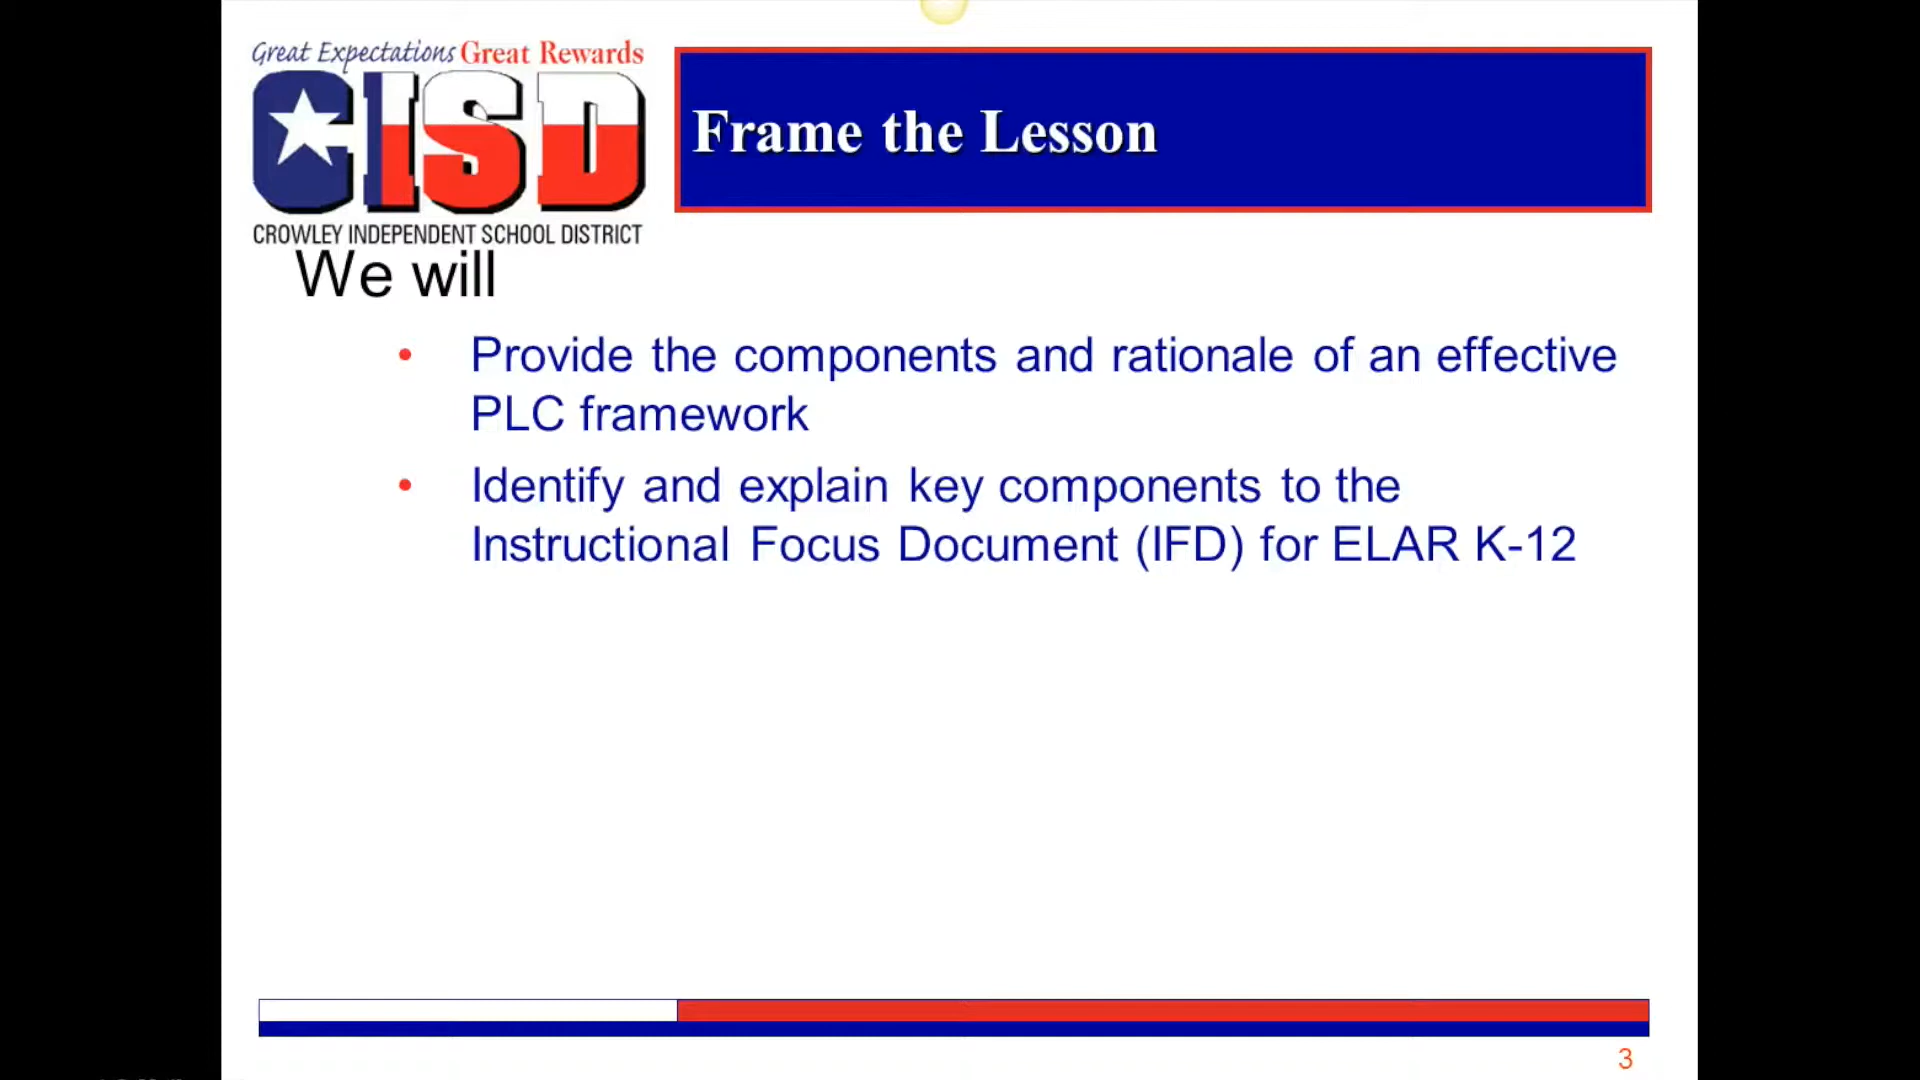 Great Expectations Great Rewards
CISD
CROWLEY INDEPENDENT SCHOOL DISTRICT
Frame the Lesson
We will
• Provide the components and rationale of an effective
PLC framework
• Identify and explain key components to the
Instructional Focus Document (IFD) for ELAR K-12
3